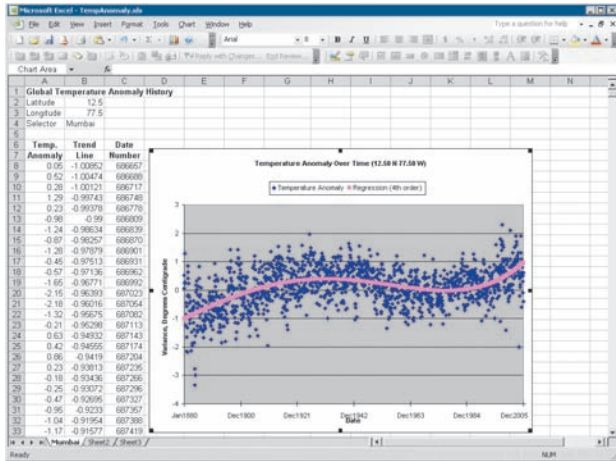 Microsoft Excel - TempAnomaly.xls
File Edit View Insert Format Tools Chart Window Help Type a question for help
Arial 8
Reply with Changes... End Review...
Chart Area
A B C D E F G H I J K L M N
1 Global Temperature Anomaly History
2 Latitude 12.5
3 Longitude 77.5
4 Selector Mumbai
5
6 Temp. Trend Date
7 Anomaly Line Number
8 0.05 -1.00852 686657
9 0.52 -1.00474 686688
10 0.28 -1.00121 686717
11 1.29 -0.99743 686748
12 0.23 -0.99378 686778
13 -0.98 -0.99 686809
14 -1.24 -0.98634 686839
15 -0.87 -0.98257 686870
16 -1.28 -0.97879 686901
17 -0.45 -0.97513 686931
18 -0.57 -0.97136 686962
19 -1.65 -0.96771 686992
20 -2.15 -0.96393 687023
21 -2.18 -0.96016 687054
22 -1.32 -0.95675 687082
23 -0.21 -0.95298 687113
24 0.63 -0.94932 687143
25 0.42 -0.94555 687174
26 0.86 -0.9419 687204
27 0.23 -0.93813 687235
28 -0.18 -0.93436 687266
29 -0.25 -0.93072 687296
30 -0.47 -0.92695 687327
31 -0.95 -0.9233 687357
32 -1.04 -0.91954 687388
33 -1.17 -0.91577 687419
Temperature Anomaly Over Time (12.50 N 77.50 W)
Temperature Anomaly Regression (4th order)
Variance, Degrees Centigrade
3
2
1
0
-1
-2
-3
-4
Jan1880 Dec1900 Dec1921 Dec1942 Dec1963 Dec1984 Dec2005
Date
Mumbai Sheet2 Sheet3
Ready NUM